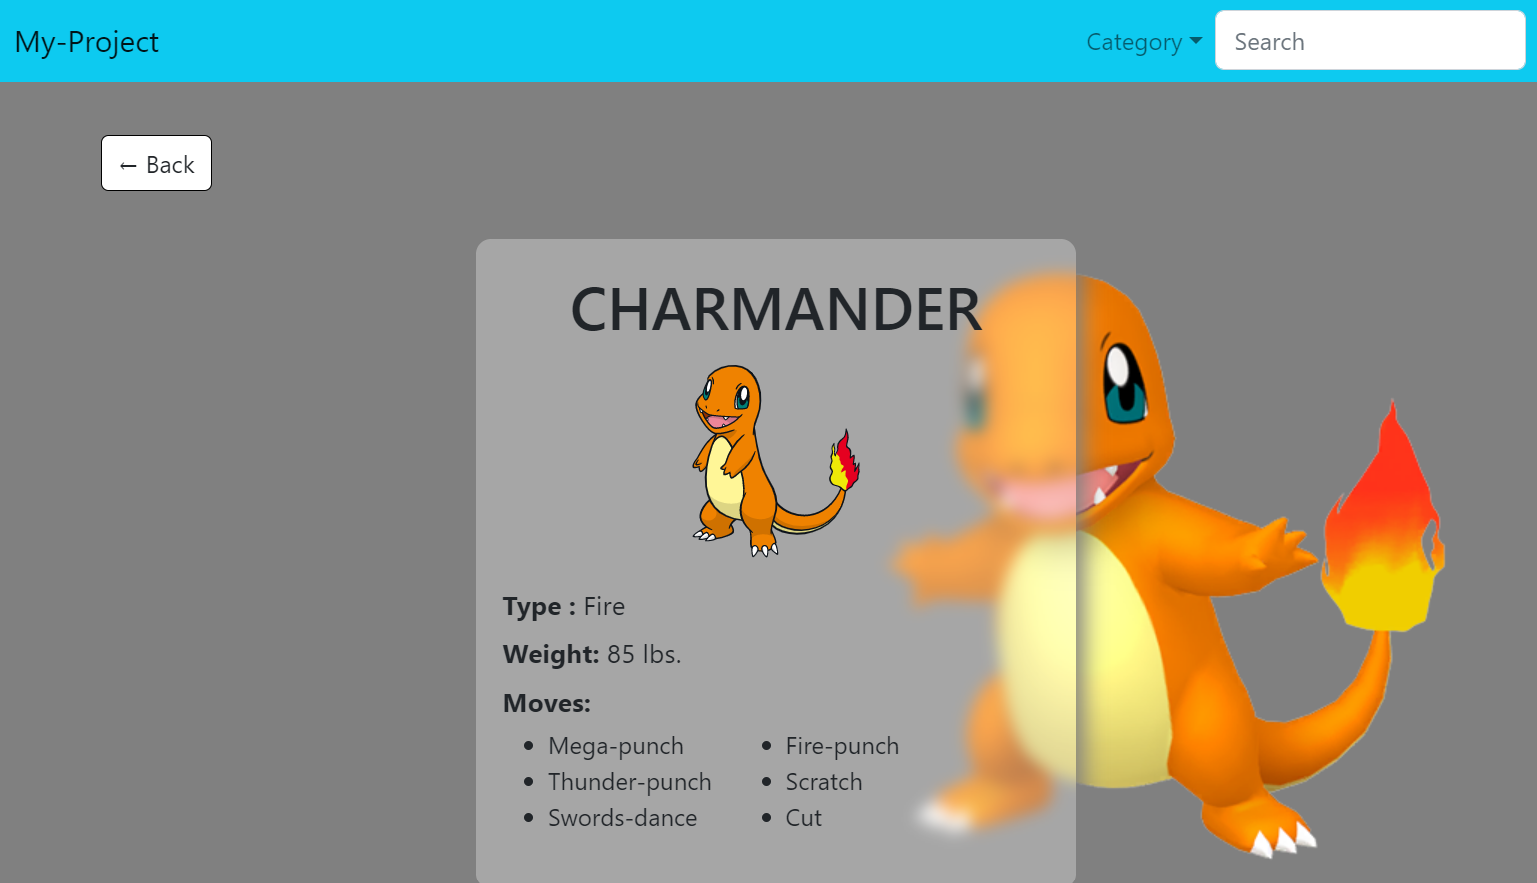 My-Project
Category
Search
← Back
CHARMANDER
Type : Fire
Weight: 85 lbs.
Moves:
• Mega-punch
• Fire-punch
• Thunder-punch
• Scratch
• Swords-dance
• Cut